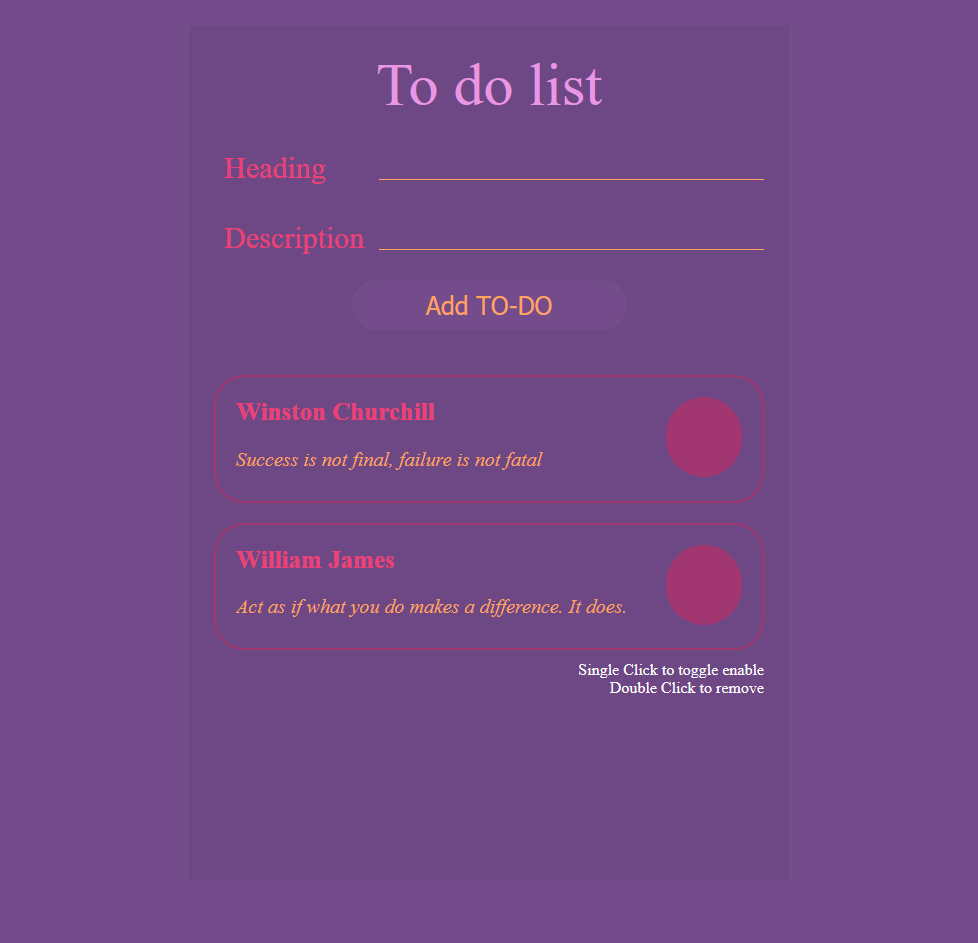 To do list
Heading
Description
Add TO-DO
Winston Churchill
Success is not final, failure is not fatal
William James
Act as if what you do makes a difference. It does.
Single Click to toggle enable
Double Click to remove